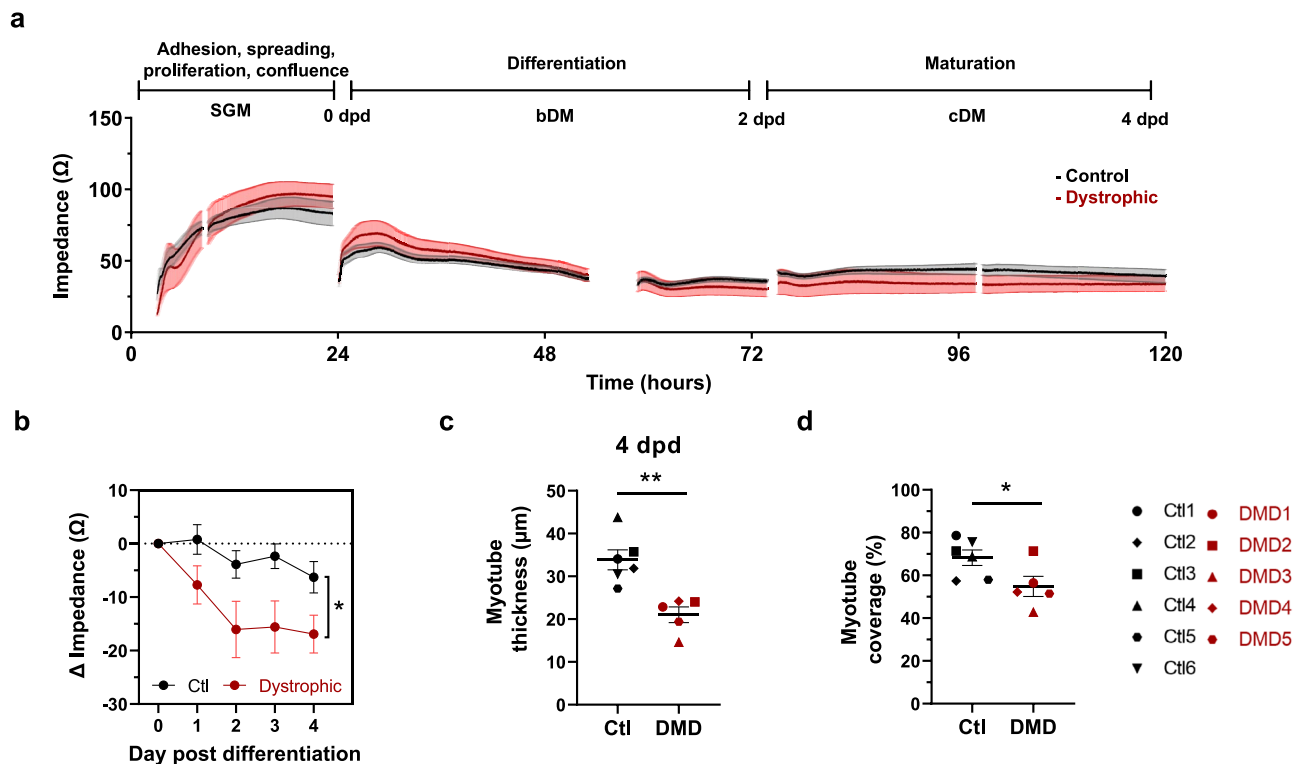 a
Adhesion, spreading,
proliferation, confluence
Differentiation
Maturation
SGM
0 dpd
bDM
2 dpd
cDM
4 dpd
Impedance (Ω)
150
100
50
0
- Control
- Dystrophic
0
24
48
72
96
120
Time (hours)
b
Δ Impedance (Ω)
10
0
-10
-20
-30
*
Ctl
Dystrophic
0
1
2
3
4
Day post differentiation
c
4 dpd
Myotube
thickness (µm)
50
40
30
20
10
0
**
Ctl
DMD
d
Myotube
coverage (%)
100
80
60
40
20
0
*
Ctl
DMD
Ctl1
DMD1
Ctl2
DMD2
Ctl3
DMD3
Ctl4
DMD4
Ctl5
DMD5
Ctl6